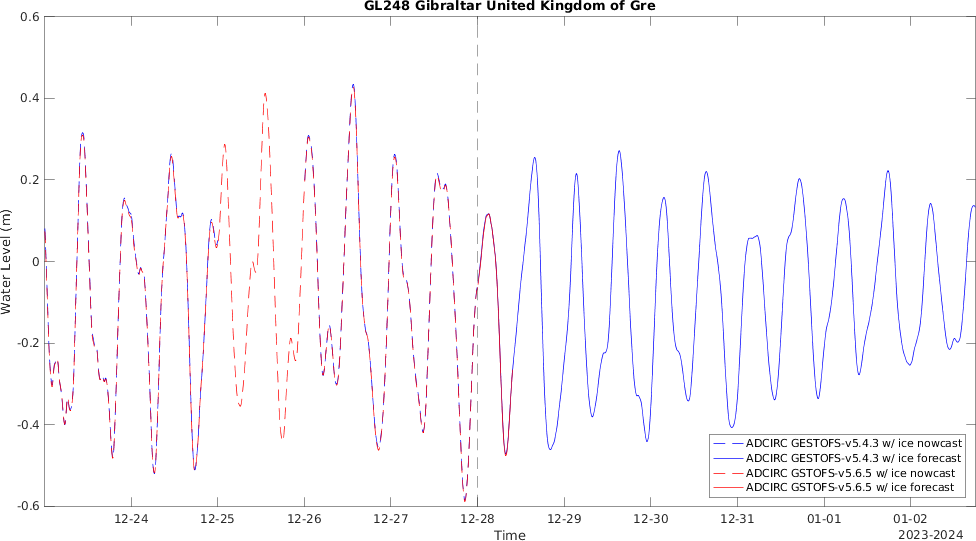 GL248 Gibraltar United Kingdom of Gre
0.6
0.4
0.2
0
-0.2
-0.4
-0.6
Water Level (m)
12-24 12-25 12-26 12-27 12-28 12-29 12-30 12-31 01-01 01-02
Time
2023-2024
ADCIRC GESTOFS-v5.4.3 w/ ice nowcast
ADCIRC GESTOFS-v5.4.3 w/ ice forecast
ADCIRC GSTOFS-v5.6.5 w/ ice nowcast
ADCIRC GSTOFS-v5.6.5 w/ ice forecast